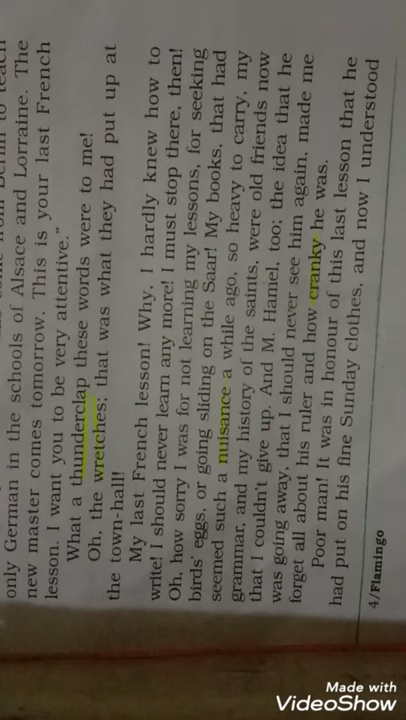 only German in the schools of Alsace and Lorraine. The
new master comes tomorrow. This is your last French
lesson. I want you to be very attentive."
What a thunderclap these words were to me!
Oh, the wretches; that was what they had put up at
the town-hall!
My last French lesson! Why, I hardly knew how to
write! I should never learn any more! I must stop there, then!
Oh, how sorry I was for not learning my lessons, for seeking
birds' eggs, or going sliding on the Saar! My books, that had
seemed such a nuisance a while ago, so heavy to carry, my
grammar, and my history of the saints, were old friends now
that I couldn't give up. And M. Hamel, too; the idea that he
was going away, that I should never see him again, made me
forget all about his ruler and how cranky he was.
Poor man! It was in honour of this last lesson that he
had put on his fine Sunday clothes, and now I understood
4/Flamingo
Made with
VideoShow